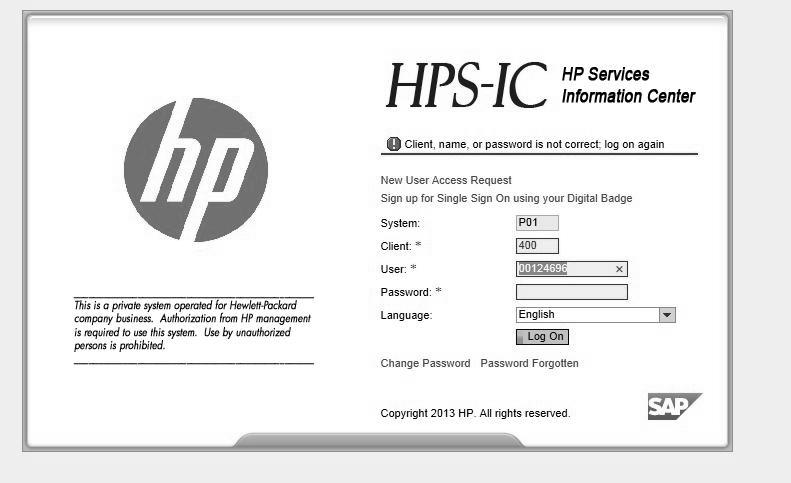 hp
This is a private system operated for Hewlett-Packard
company business. Authorization from HP management
is required to use this system. Use by unauthorized
persons is prohibited.
HPS-IC
HP Services
Information Center
Client, name, or password is not correct; log on again
New User Access Request
Sign up for Single Sign On using your Digital Badge
System: P01
Client: * 400
User: * 00124696 ×
Password: *
Language: English
Log On
Change Password Password Forgotten
Copyright 2013 HP. All rights reserved.
SAP